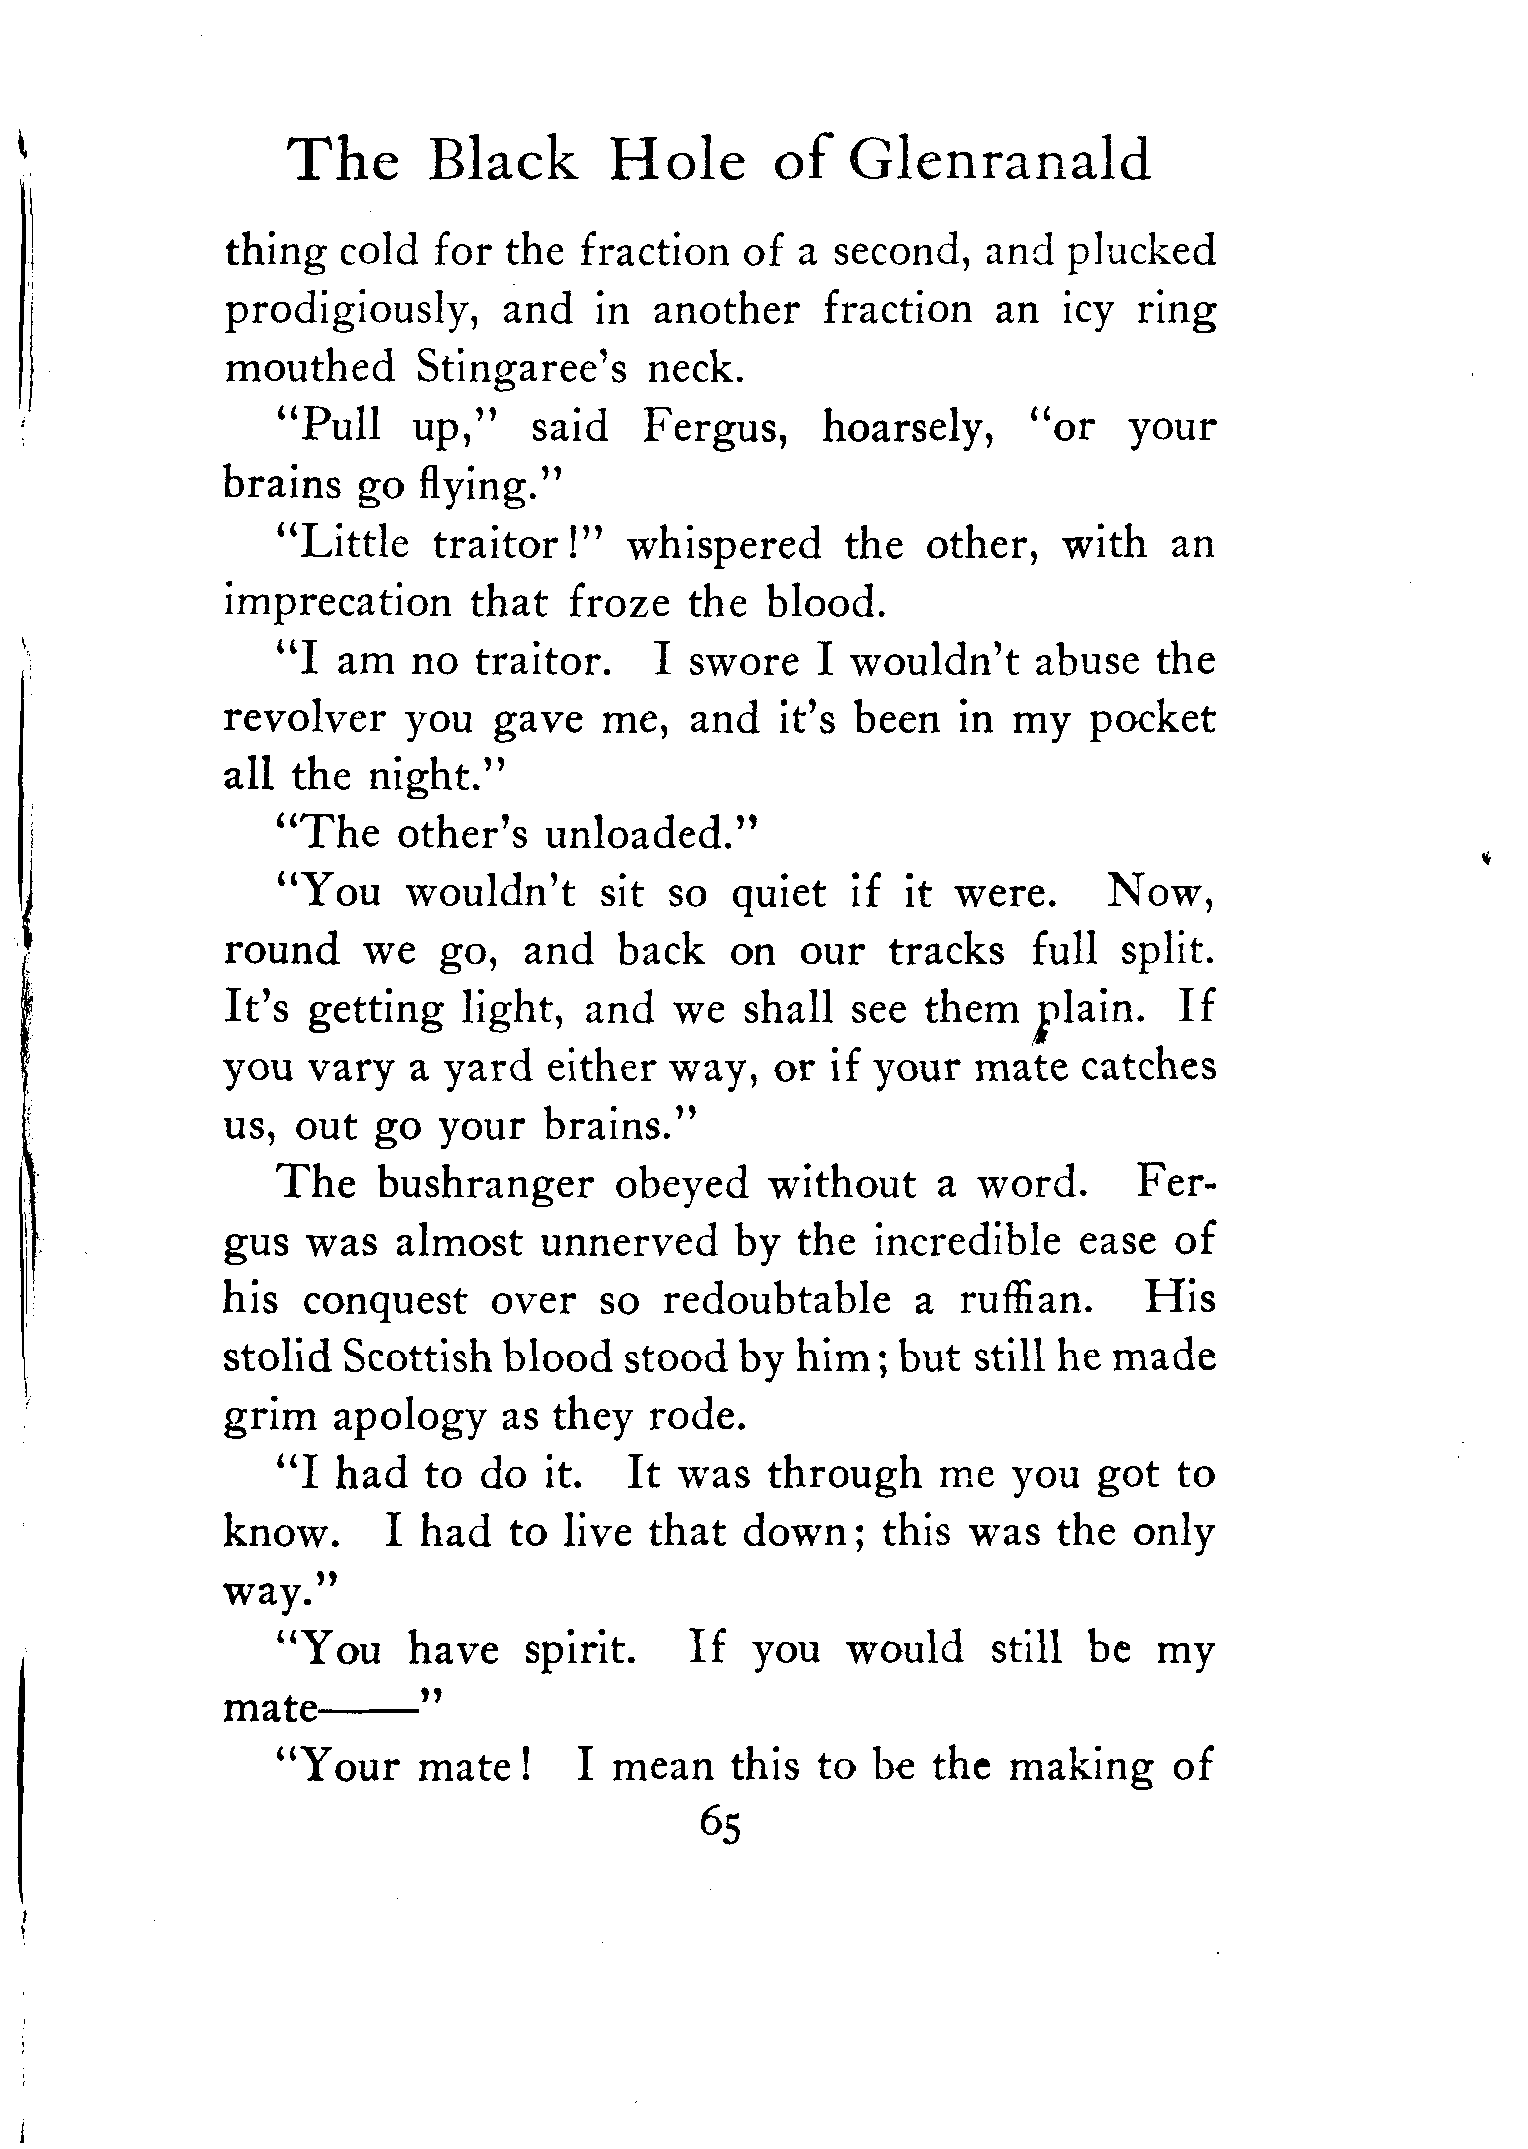 The Black Hole of Glenranald
thing cold for the fraction of a second, and plucked
prodigiously, and in another fraction an icy ring
mouthed Stingaree's neck.
"Pull up," said Fergus, hoarsely, "or your
brains go flying."
"Little traitor!" whispered the other, with an
imprecation that froze the blood.
"I am no traitor. I swore I wouldn't abuse the
revolver you gave me, and it's been in my pocket
all the night."
"The other's unloaded."
"You wouldn't sit so quiet if it were. Now,
round we go, and back on our tracks full split.
It's getting light, and we shall see them plain. If
you vary a yard either way, or if your mate catches
us, out go your brains."
The bushranger obeyed without a word. Fer-
gus was almost unnerved by the incredible ease of
his conquest over so redoubtable a ruffian. His
stolid Scottish blood stood by him; but still he made
grim apology as they rode.
"I had to do it. It was through me you got to
know. I had to live that down; this was the only
way."
"You have spirit. If you would still be my
mate——"
"Your mate! I mean this to be the making of
65